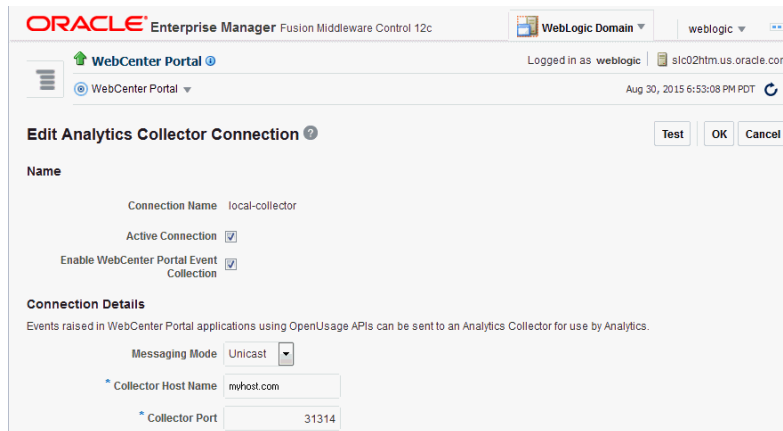 ORACLE Enterprise Manager Fusion Middleware Control 12c
WebLogic Domain
weblogic
WebCenter Portal
Logged in as weblogic
slc02htm.us.oracle.com
WebCenter Portal
Aug 30, 2015 6:53:08 PM PDT
Edit Analytics Collector Connection
Test
OK
Cancel
Name
Connection Name local-collector
Active Connection
Enable WebCenter Portal Event
Collection
Connection Details
Events raised in WebCenter Portal applications using OpenUsage APIs can be sent to an Analytics Collector for use by Analytics.
Messaging Mode Unicast
* Collector Host Name myhost.com
* Collector Port 31314